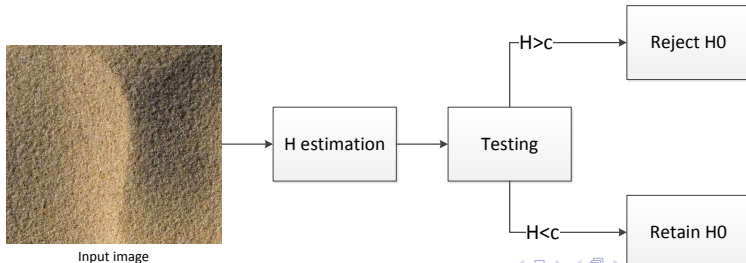 H>c
Reject H0
H estimation
Testing
H<c
Retain H0
Input image